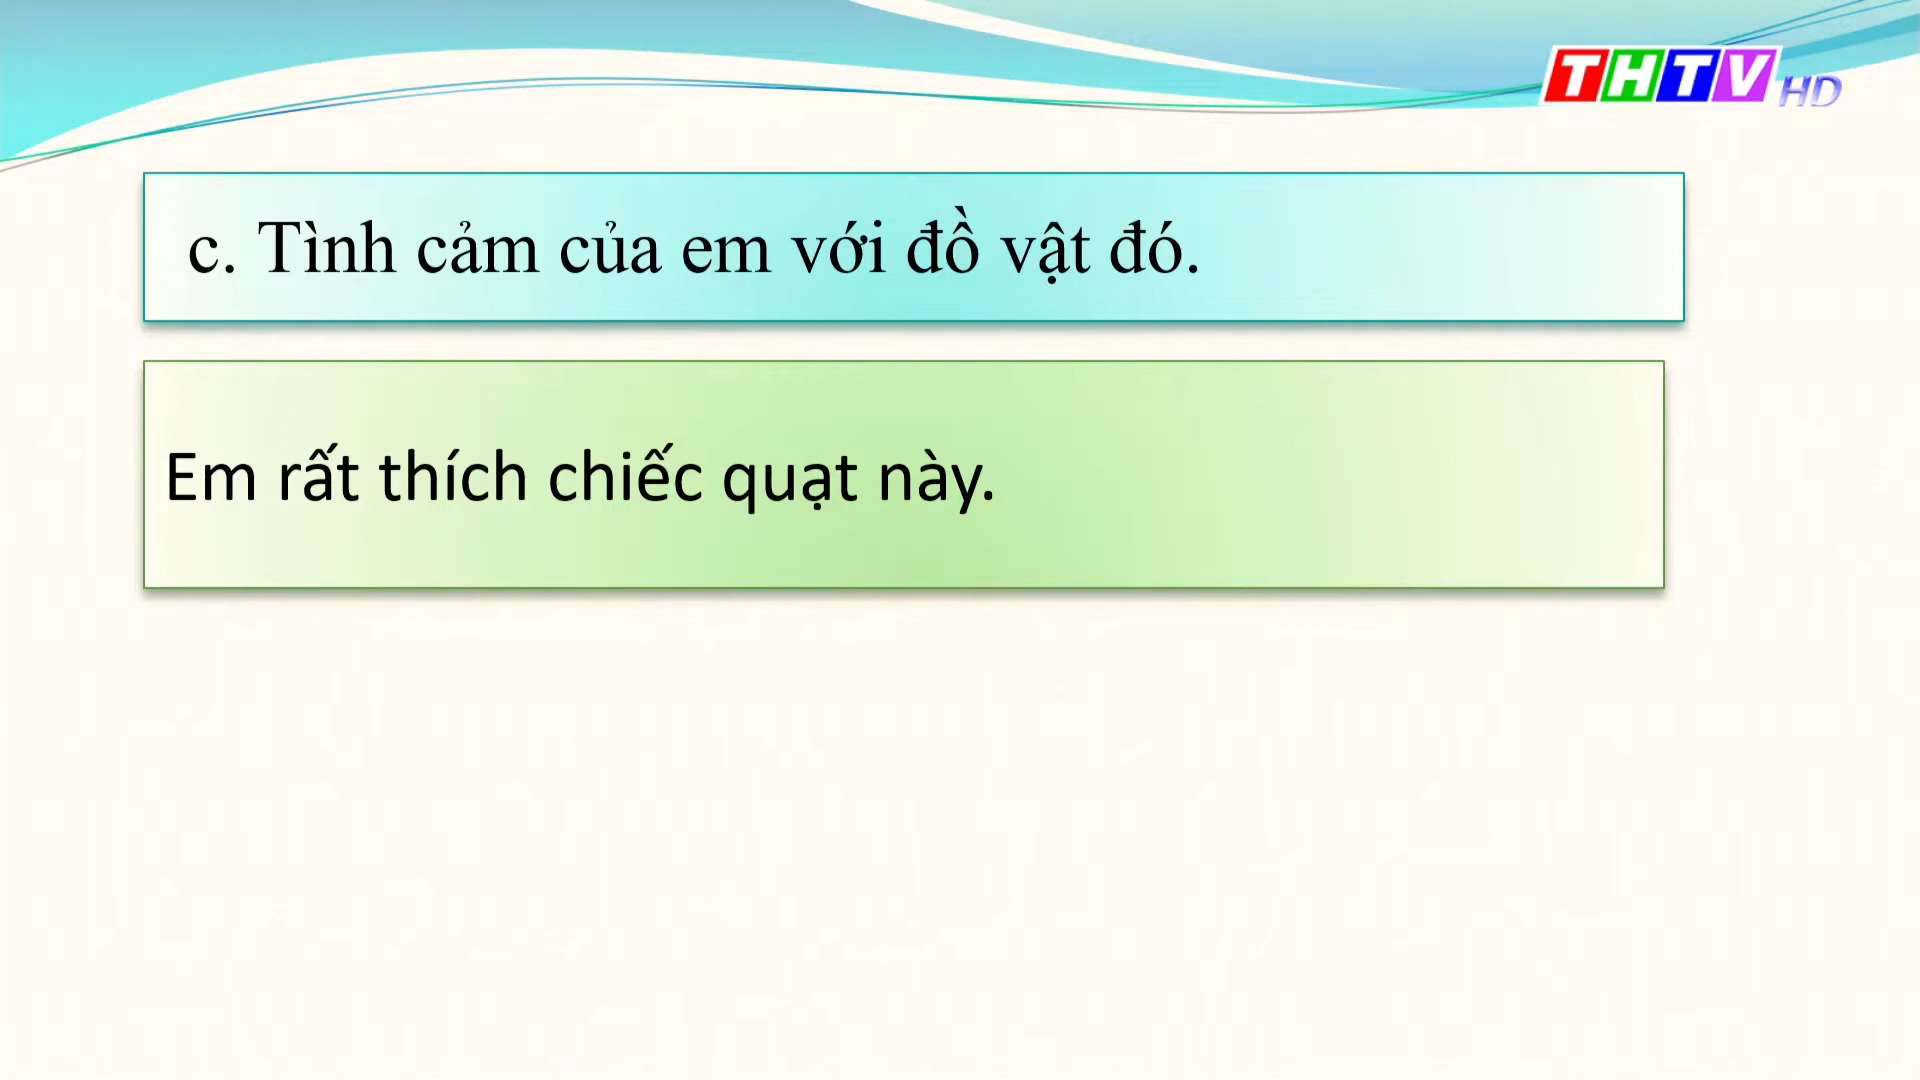 THTV HD
c. Tình cảm của em với đồ vật đó.
Em rất thích chiếc quạt này.